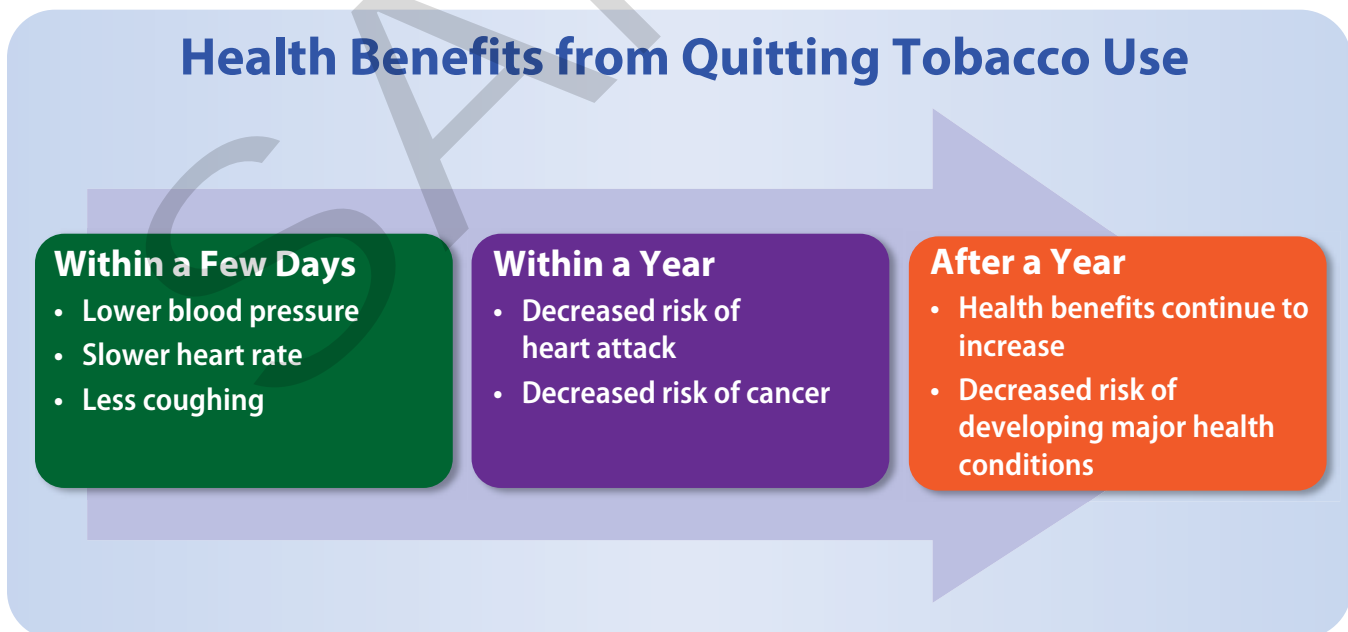 Health Benefits from Quitting Tobacco Use
Within a Few Days
• Lower blood pressure
• Slower heart rate
• Less coughing
Within a Year
• Decreased risk of
heart attack
• Decreased risk of cancer
After a Year
• Health benefits continue to
increase
• Decreased risk of
developing major health
conditions